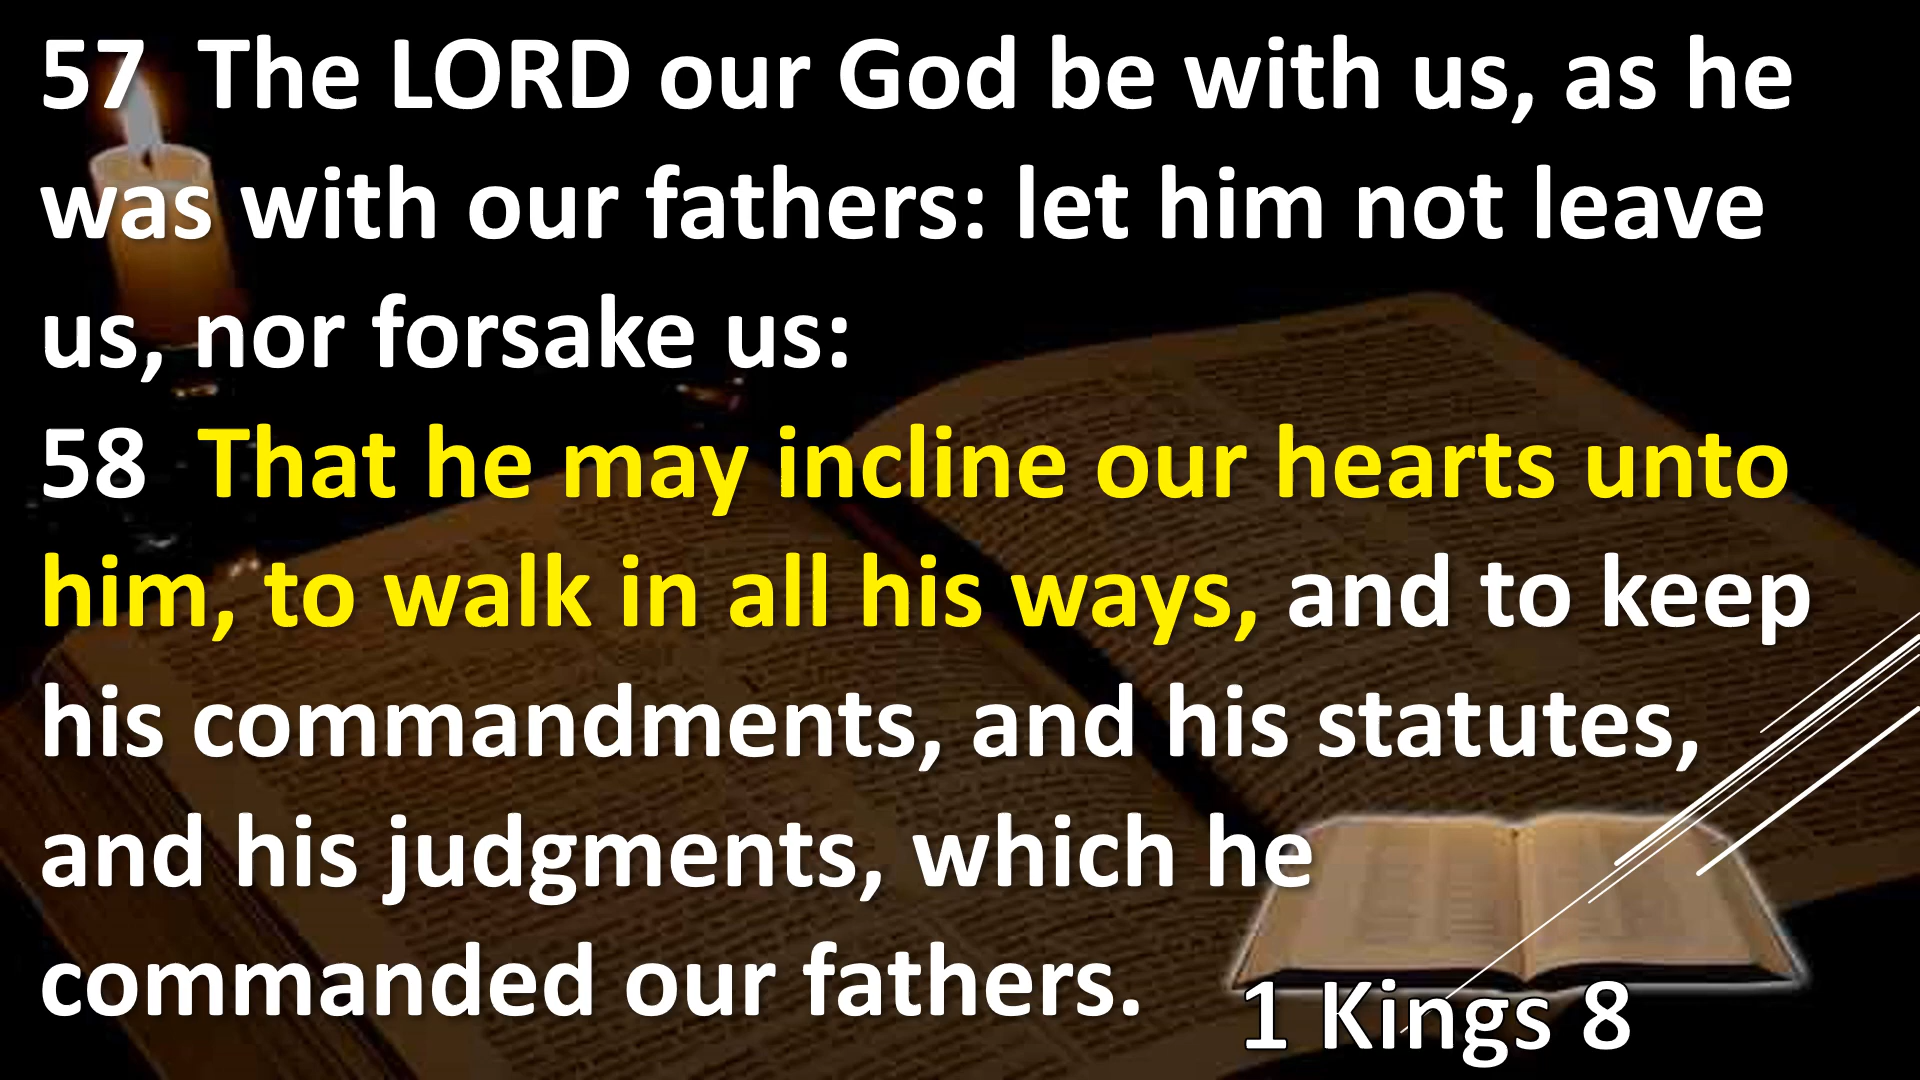 57 The LORD our God be with us, as he
was with our fathers: let him not leave
us, nor forsake us:
58 That he may incline our hearts unto
him, to walk in all his ways, and to keep
his commandments, and his statutes,
and his judgments, which he
commanded our fathers.
1 Kings 8